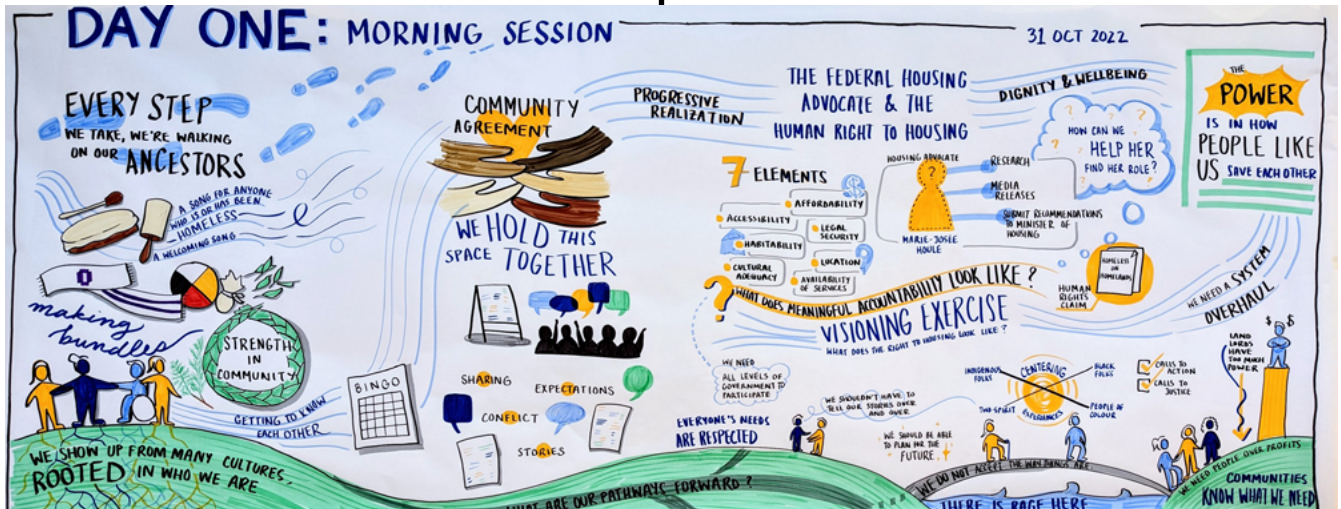 DAY ONE: MORNING SESSION
31 OCT 2022
EVERY STEP
WE TAKE, WE'RE WALKING
ON OUR ANCESTORS
A SONG FOR ANYONE
WHO IS OR HAS BEEN
HOMELESS
A WELCOMING SONG
making
bundles
STRENGTH
IN
COMMUNITY
GETTING TO KNOW
EACH OTHER
BINGO
WE SHOW UP FROM MANY CULTURES,
ROOTED IN WHO WE ARE
COMMUNITY
AGREEMENT
WE HOLD THIS
SPACE TOGETHER
SHARING
EXPECTATIONS
CONFLICT
STORIES
PROGRESSIVE
REALIZATION
THE FEDERAL HOUSING
ADVOCATE & THE
HUMAN RIGHT TO HOUSING
DIGNITY & WELLBEING
7 ELEMENTS
AFFORDABILITY
ACCESSIBILITY
LEGAL
SECURITY
HABITABILITY
LOCATION
CULTURAL
ADEQUACY
AVAILABILITY
OF SERVICES
HOUSING ADVOCATE
?
MARIE-JOSÉE
HOULE
RESEARCH
MEDIA
RELEASES
SUBMIT RECOMMENDATIONS
TO MINISTER OF
HOUSING
HOW CAN WE
HELP HER
FIND HER ROLE?
HOMELESS
ON
HOMELANDS
HUMAN
RIGHTS
CLAIM
THE
POWER
IS IN HOW
PEOPLE LIKE
US SAVE EACH OTHER
WE NEED A SYSTEM
OVERHAUL
? WHAT DOES MEANINGFUL ACCOUNTABILITY LOOK LIKE?
VISIONING EXERCISE
WHAT DOES THE RIGHT TO HOUSING LOOK LIKE?
WE NEED
ALL LEVELS OF
GOVERNMENT TO
PARTICIPATE
EVERYONE'S NEEDS
ARE RESPECTED
WE SHOULDN'T HAVE TO
TELL OUR STORIES OVER
AND OVER
WE SHOULD BE ABLE
TO PLAN FOR THE
FUTURE.
CENTERING
EXPERIENCES
INDIGENOUS
FOLKS
BLACK
FOLKS
TWO-SPIRIT
PEOPLE OF
COLOUR
CALLS TO
ACTION
CALLS TO
JUSTICE
LAND
LORDS
HAVE
TOO MUCH
POWER
$ $
WE DO NOT ACCEPT THE WAY THINGS ARE
THERE IS RAGE HERE
WE NEED PEOPLE OVER PROFITS
COMMUNITIES
KNOW WHAT WE NEED
WHAT ARE OUR PATHWAYS FORWARD?